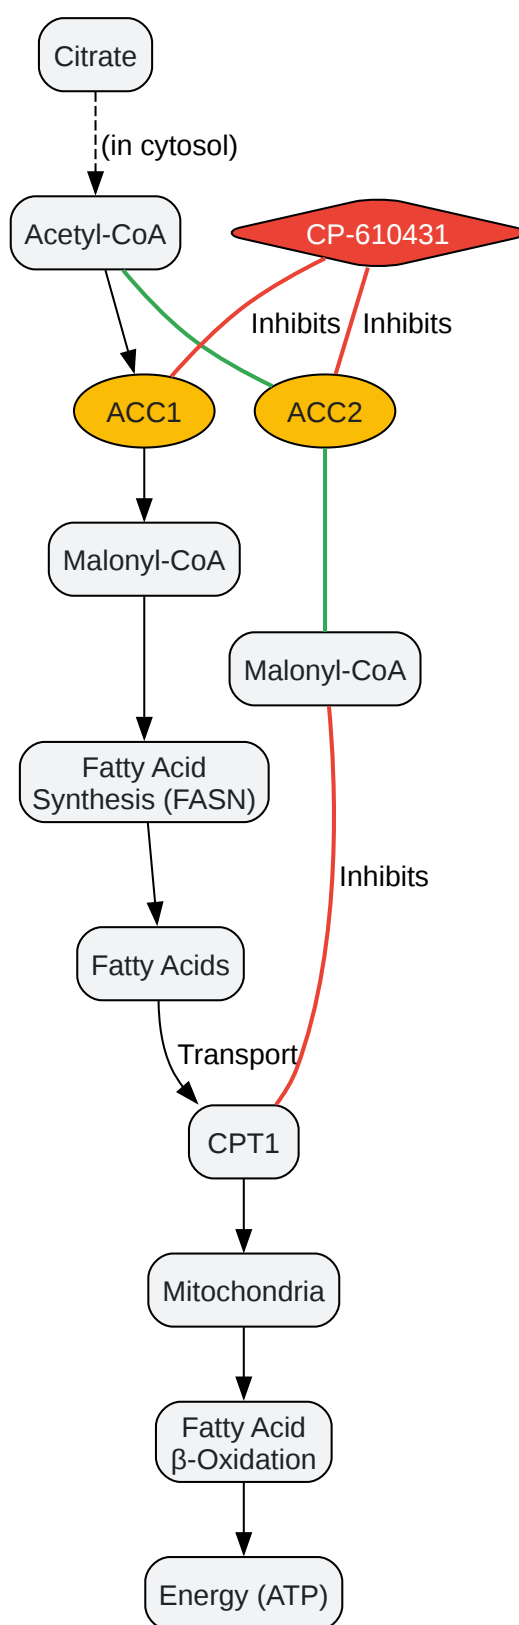 Citrate
(in cytosol)
Acetyl-CoA
CP-610431
Inhibits
Inhibits
ACC1
ACC2
Malonyl-CoA
Malonyl-CoA
Fatty Acid
Synthesis (FASN)
Inhibits
Fatty Acids
Transport
CPT1
Mitochondria
Fatty Acid
β-Oxidation
Energy (ATP)